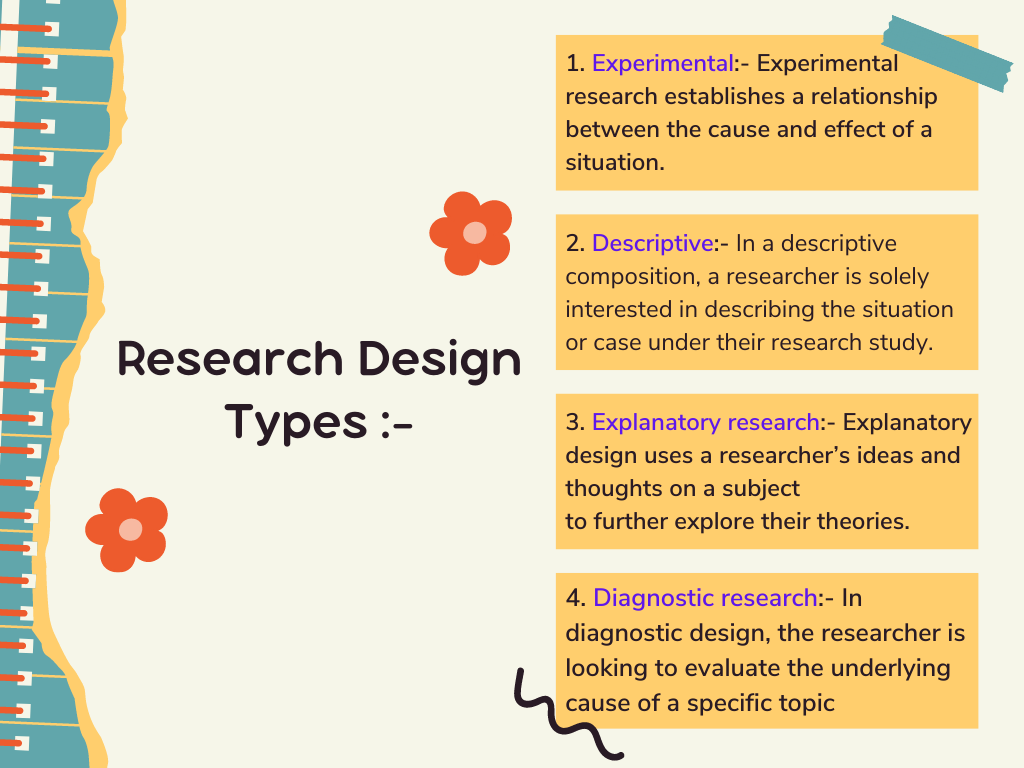 Research Design
Types :-
1. Experimental:- Experimental
research establishes a relationship
between the cause and effect of a
situation.
2. Descriptive:- In a descriptive
composition, a researcher is solely
interested in describing the situation
or case under their research study.
3. Explanatory research:- Explanatory
design uses a researcher’s ideas and
thoughts on a subject
to further explore their theories.
4. Diagnostic research:- In
diagnostic design, the researcher is
looking to evaluate the underlying
cause of a specific topic